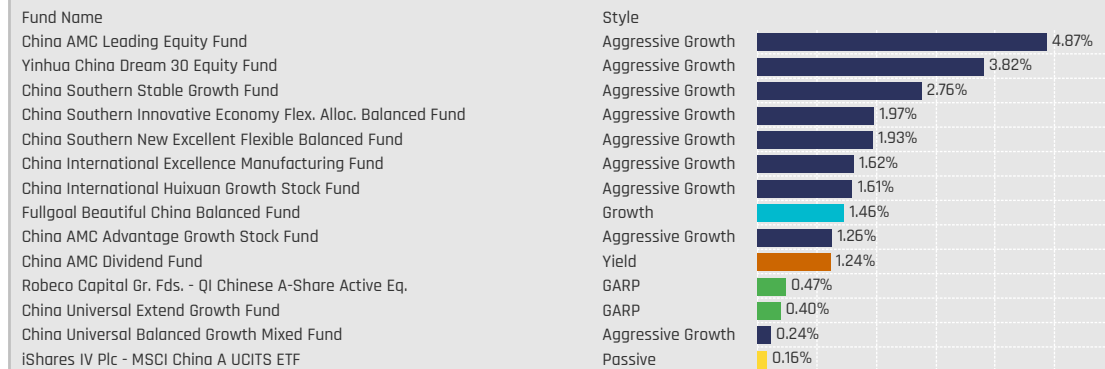 Fund Name Style
China AMC Leading Equity Fund Aggressive Growth 4.87%
Yinhua China Dream 30 Equity Fund Aggressive Growth 3.82%
China Southern Stable Growth Fund Aggressive Growth 2.76%
China Southern Innovative Economy Flex. Alloc. Balanced Fund Aggressive Growth 1.97%
China Southern New Excellent Flexible Balanced Fund Aggressive Growth 1.93%
China International Excellence Manufacturing Fund Aggressive Growth 1.62%
China International Huixuan Growth Stock Fund Aggressive Growth 1.61%
Fullgoal Beautiful China Balanced Fund Growth 1.46%
China AMC Advantage Growth Stock Fund Aggressive Growth 1.26%
China AMC Dividend Fund Yield 1.24%
Robeco Capital Gr. Fds. - QI Chinese A-Share Active Eq. GARP 0.47%
China Universal Extend Growth Fund GARP 0.40%
China Universal Balanced Growth Mixed Fund Aggressive Growth 0.24%
iShares IV Plc - MSCI China A UCITS ETF Passive 0.16%